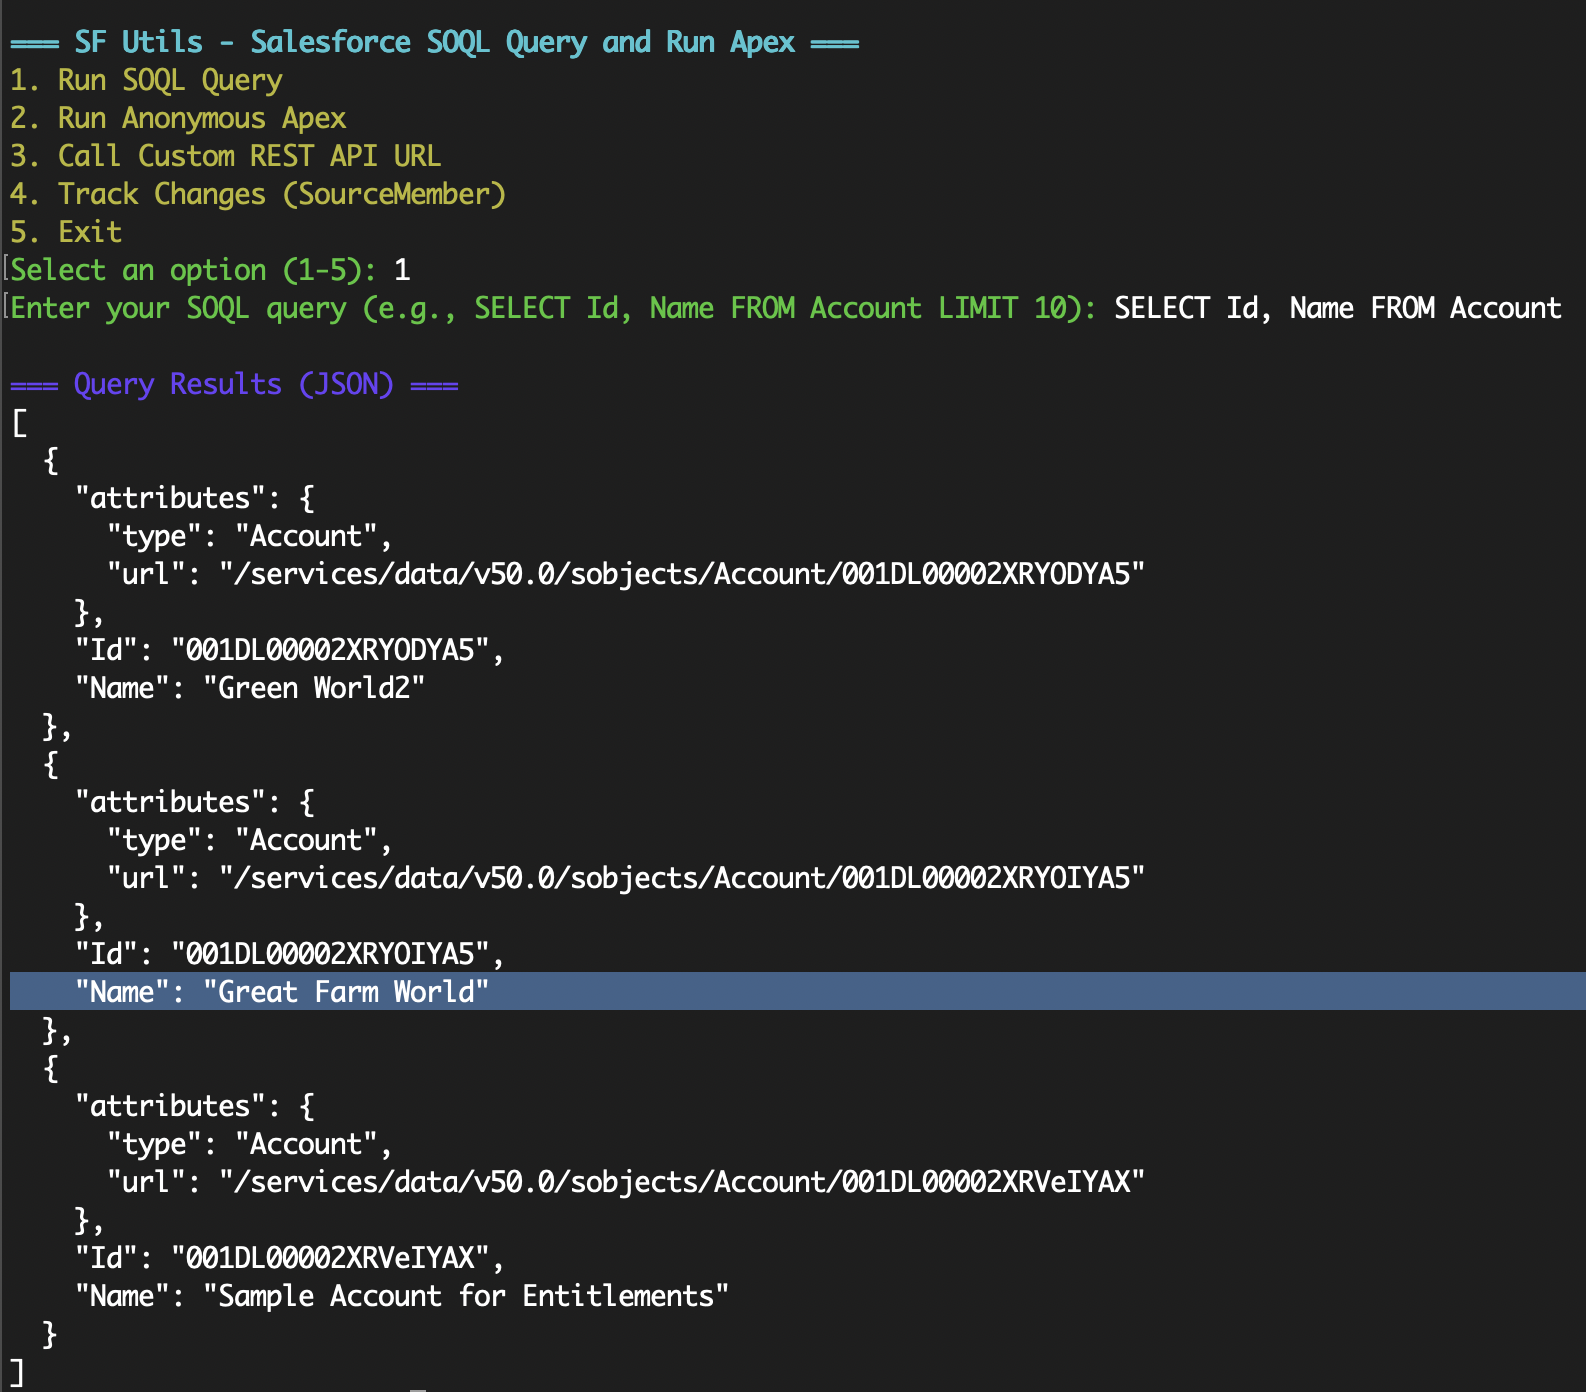 === SF Utils - Salesforce SOQL Query and Run Apex ===
1. Run SOQL Query
2. Run Anonymous Apex
3. Call Custom REST API URL
4. Track Changes (SourceMember)
5. Exit
Select an option (1-5): 1
Enter your SOQL query (e.g., SELECT Id, Name FROM Account LIMIT 10): SELECT Id, Name FROM Account

=== Query Results (JSON) ===
[
  {
    "attributes": {
      "type": "Account",
      "url": "/services/data/v50.0/sobjects/Account/001DL00002XRYODYA5"
    },
    "Id": "001DL00002XRYODYA5",
    "Name": "Green World2"
  },
  {
    "attributes": {
      "type": "Account",
      "url": "/services/data/v50.0/sobjects/Account/001DL00002XRYOIYA5"
    },
    "Id": "001DL00002XRYOIYA5",
    "Name": "Great Farm World"
  },
  {
    "attributes": {
      "type": "Account",
      "url": "/services/data/v50.0/sobjects/Account/001DL00002XRVeIYAX"
    },
    "Id": "001DL00002XRVeIYAX",
    "Name": "Sample Account for Entitlements"
  }
]